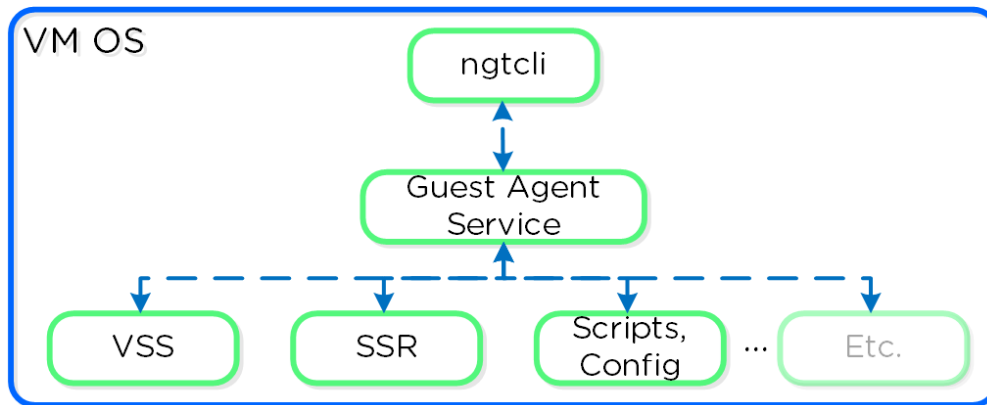 VM OS
ngtcli
Guest Agent
Service
VSS
SSR
Scripts,
Config
...
Etc.